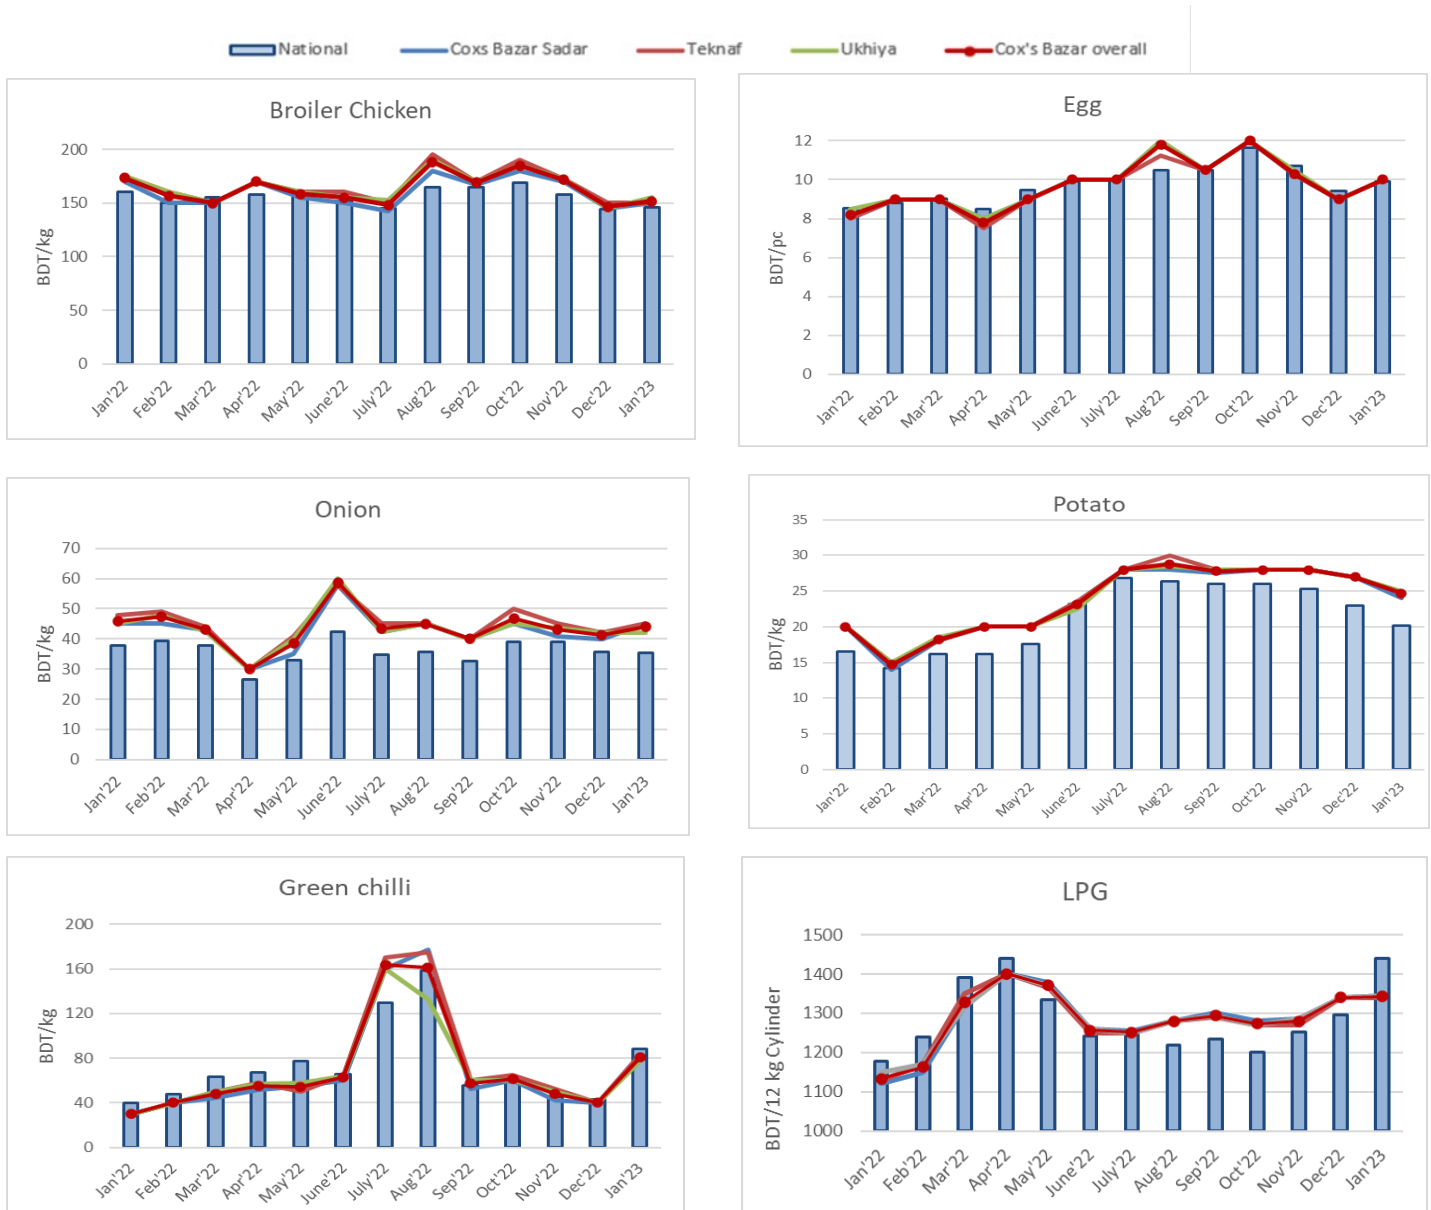 National Coxs Bazar Sadar Teknaf Ukhiya Cox's Bazar overall
Broiler Chicken
BDT/kg
200
150
100
50
0
Jan'22 Feb'22 Mar'22 Apr'22 May'22 June'22 July'22 Aug'22 Sep'22 Oct'22 Nov'22 Dec'22 Jan'23
Egg
BDT/pc
12
10
8
6
4
2
0
Jan'22 Feb'22 Mar'22 Apr'22 May'22 June'22 July'22 Aug'22 Sep'22 Oct'22 Nov'22 Dec'22 Jan'23
Onion
BDT/kg
70
60
50
40
30
20
10
0
Jan'22 Feb'22 Mar'22 Apr'22 May'22 June'22 July'22 Aug'22 Sep'22 Oct'22 Nov'22 Dec'22 Jan'23
Potato
BDT/kg
35
30
25
20
15
10
5
0
Jan'22 Feb'22 Mar'22 Apr'22 May'22 June'22 July'22 Aug'22 Sep'22 Oct'22 Nov'22 Dec'22 Jan'23
Green chilli
BDT/kg
200
160
120
80
40
0
Jan'22 Feb'22 Mar'22 Apr'22 May'22 June'22 July'22 Aug'22 Sep'22 Oct'22 Nov'22 Dec'22 Jan'23
LPG
BDT/12 kg Cylinder
1500
1400
1300
1200
1100
1000
Jan'22 Feb'22 Mar'22 Apr'22 May'22 June'22 July'22 Aug'22 Sep'22 Oct'22 Nov'22 Dec'22 Jan'23